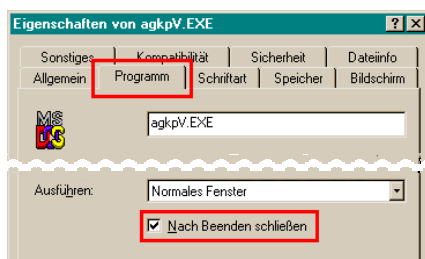 Eigenschaften von agkpV.EXE
Sonstiges Kompatibilität Sicherheit Dateiinfo
Allgemein Programm Schriftart Speicher Bildschirm
MS DOS
agkpV.EXE
Ausführen: Normales Fenster
Nach Beenden schließen